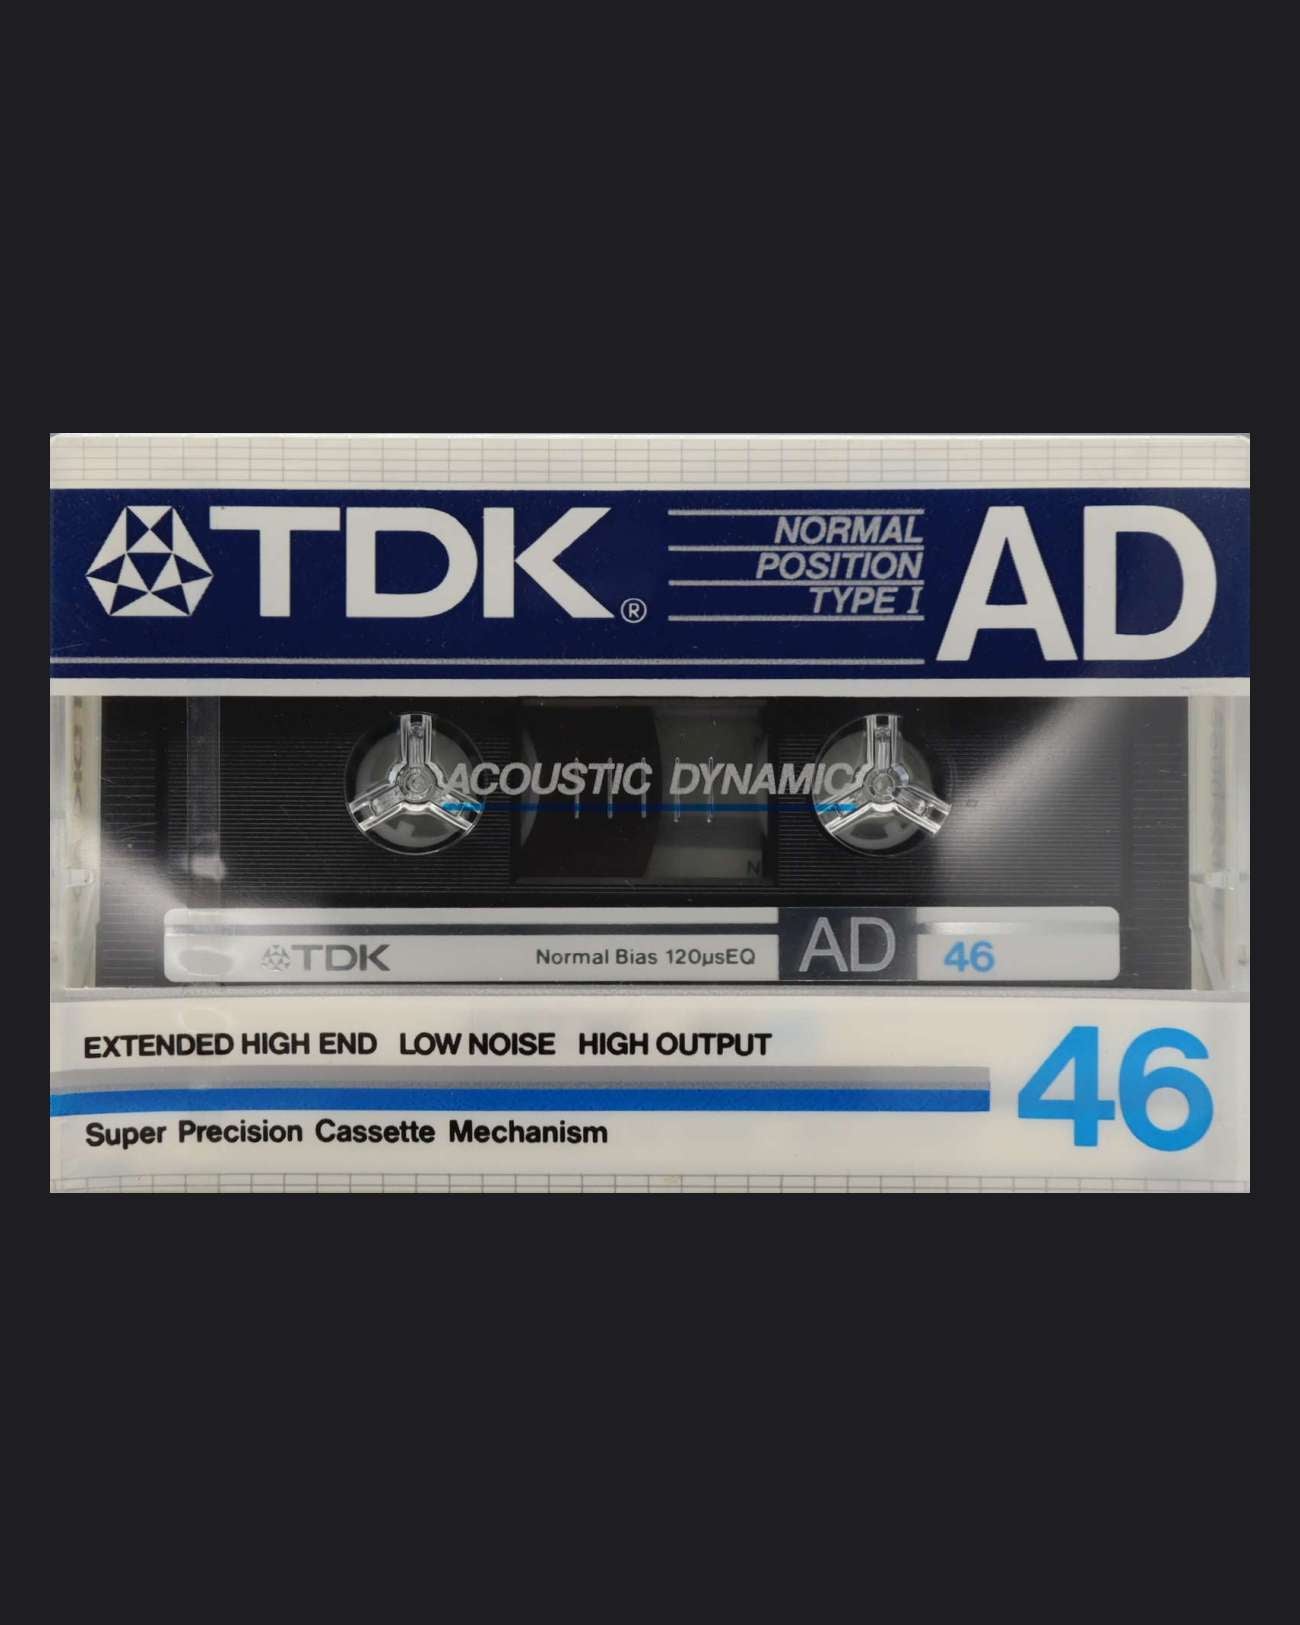 TDK®
NORMAL
POSITION
TYPE I
AD
ACOUSTIC DYNAMIC
N
TDK
Normal Bias 120μsEQ
AD
46
EXTENDED HIGH END LOW NOISE HIGH OUTPUT
46
Super Precision Cassette Mechanism